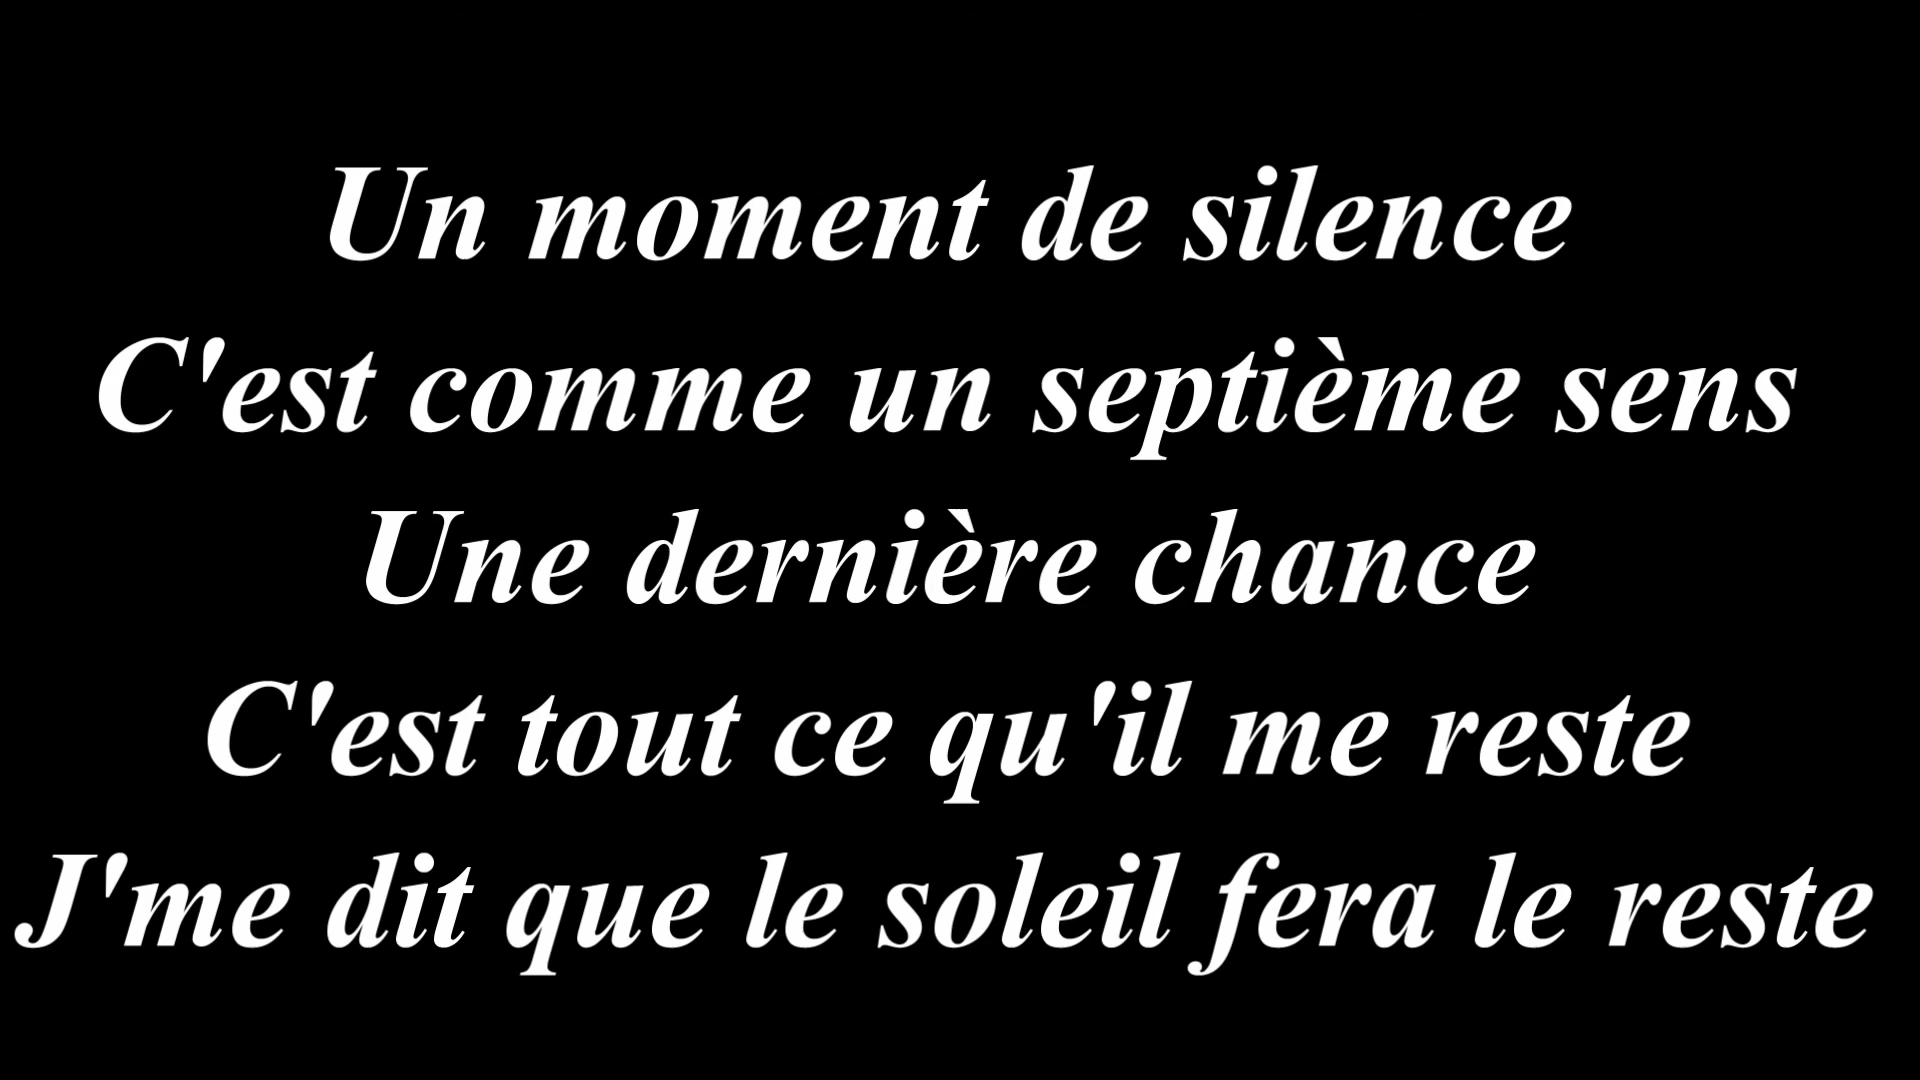 Un moment de silence
C'est comme un septième sens
Une dernière chance
C'est tout ce qu'il me reste
J'me dit que le soleil fera le reste